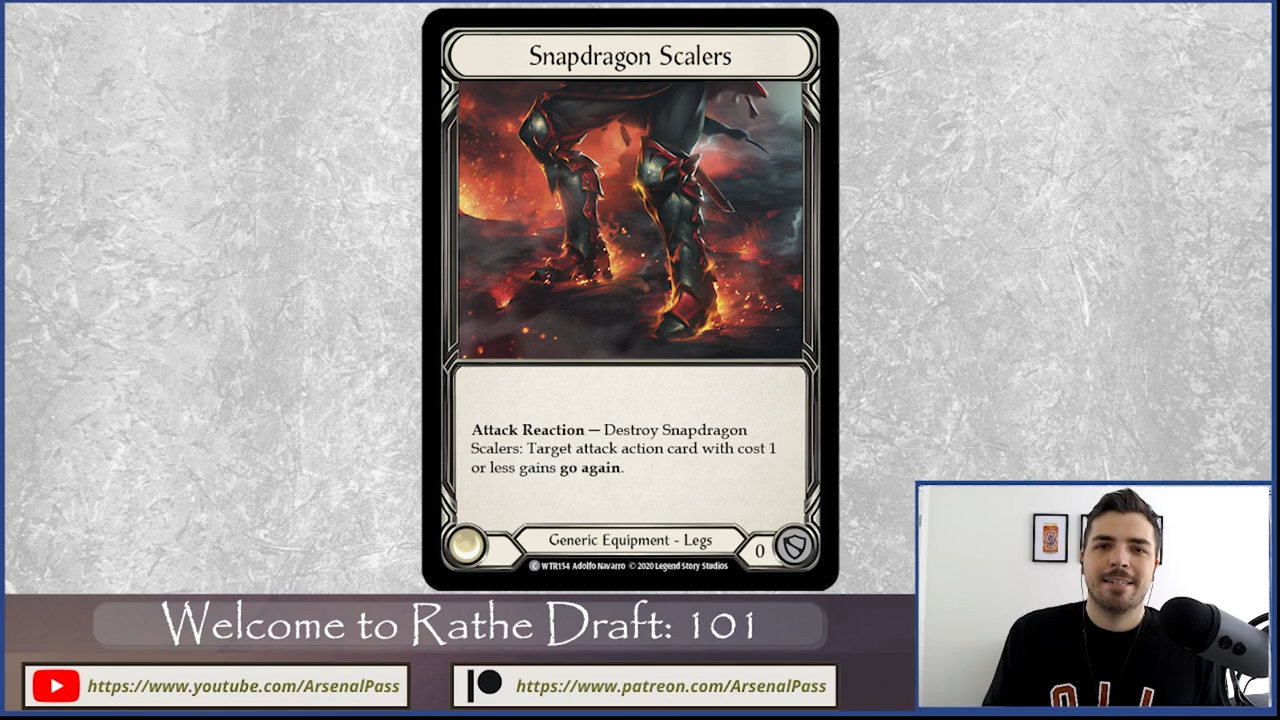 Snapdragon Scalers
Attack Reaction — Destroy Snapdragon
Scalers: Target attack action card with cost 1
or less gains go again.
Generic Equipment - Legs
0
C WTR154 Adolfo Navarro © 2020 Legend Story Studios
Welcome to Rathe Draft: 101
https://www.youtube.com/ArsenalPass
https://www.patreon.com/ArsenalPass